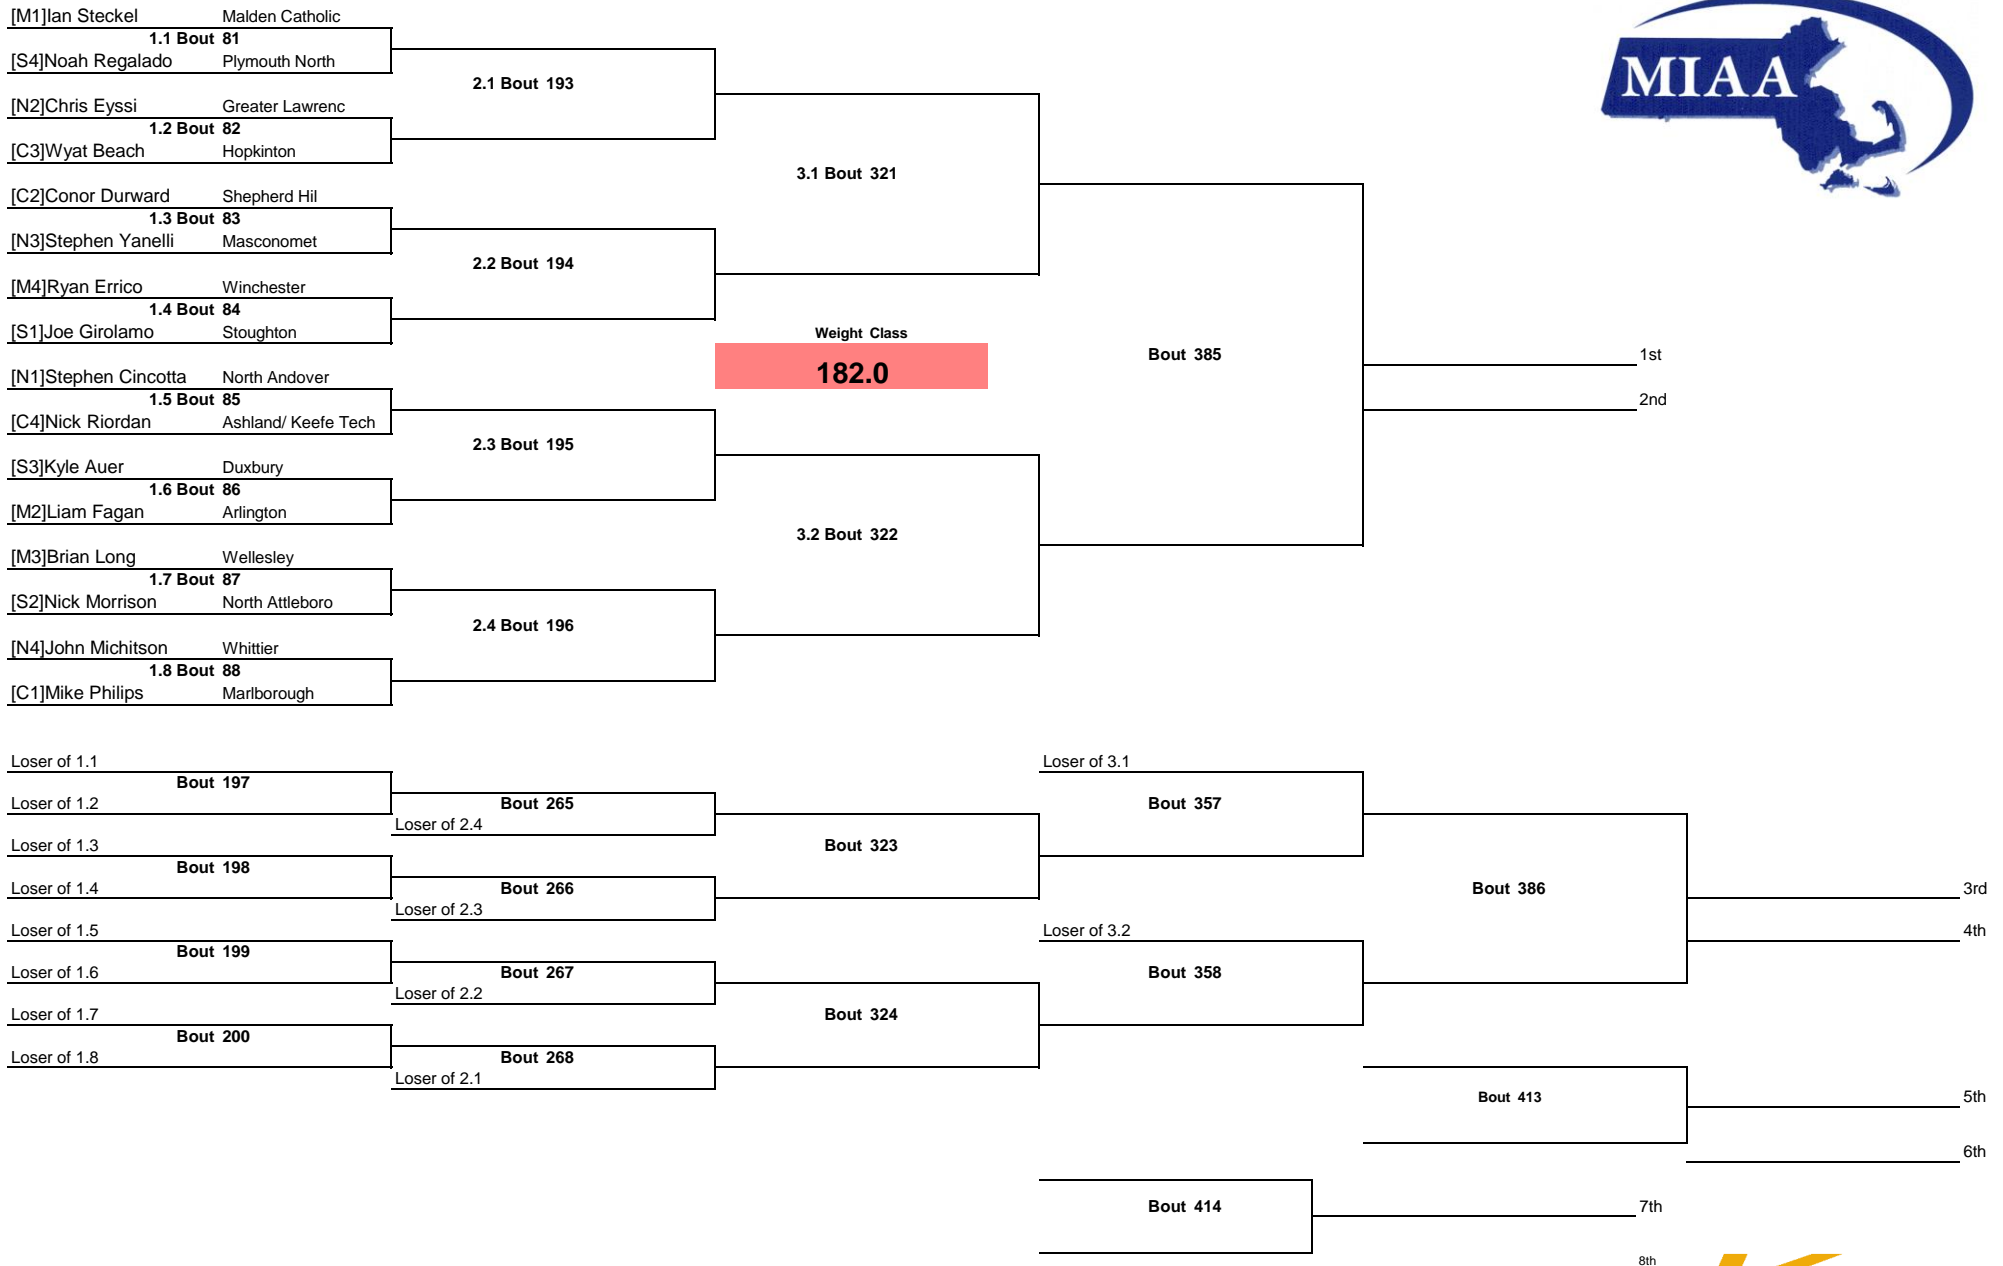 [M1]Ian Steckel Malden Catholic
1.1 Bout 81
[S4]Noah Regalado Plymouth North
2.1 Bout 193
[N2]Chris Eyssi Greater Lawrenc
1.2 Bout 82
[C3]Wyat Beach Hopkinton
3.1 Bout 321
[C2]Conor Durward Shepherd Hil
1.3 Bout 83
[N3]Stephen Yanelli Masconomet
2.2 Bout 194
[M4]Ryan Errico Winchester
1.4 Bout 84
[S1]Joe Girolamo Stoughton
MIAA
Weight Class
182.0
Bout 385
1st
2nd
[N1]Stephen Cincotta North Andover
1.5 Bout 85
[C4]Nick Riordan Ashland/ Keefe Tech
2.3 Bout 195
[S3]Kyle Auer Duxbury
1.6 Bout 86
[M2]Liam Fagan Arlington
3.2 Bout 322
[M3]Brian Long Wellesley
1.7 Bout 87
[S2]Nick Morrison North Attleboro
2.4 Bout 196
[N4]John Michitson Whittier
1.8 Bout 88
[C1]Mike Philips Marlborough
Loser of 1.1
Bout 197
Loser of 1.2
Bout 265
Loser of 2.4
Loser of 1.3
Bout 198
Loser of 1.4
Bout 266
Loser of 2.3
Bout 323
Loser of 3.1
Bout 357
Loser of 1.5
Bout 199
Loser of 1.6
Bout 267
Loser of 2.2
Loser of 1.7
Bout 200
Loser of 1.8
Bout 268
Loser of 2.1
Bout 324
Loser of 3.2
Bout 358
Bout 386
3rd
4th
Bout 413
5th
6th
Bout 414
7th
8th